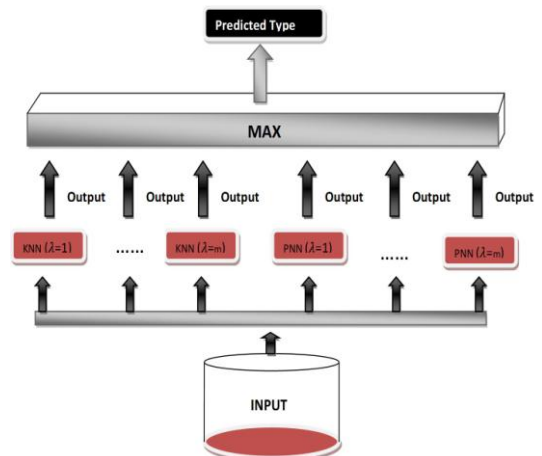 Predicted Type
MAX
Output Output Output Output Output Output
KNN (λ=1) ...... KNN (λ=m) PNN (λ=1) ...... PNN (λ=m)
INPUT